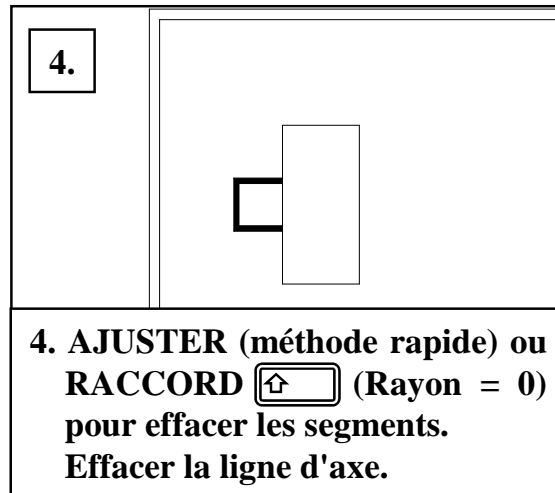 4.
4. AJUSTER (méthode rapide) ou
RACCORD ⇧ (Rayon = 0)
pour effacer les segments.
Effacer la ligne d'axe.